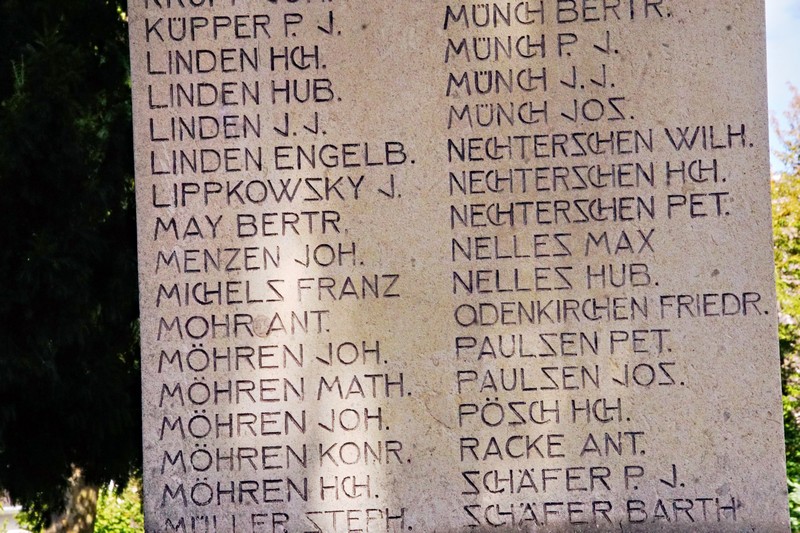 KÜPPER P. J.
LINDEN HCH.
LINDEN HUB.
LINDEN J. J.
LINDEN ENGELB.
LIPPKOWSKY J.
MAY BERTR.
MENZEN JOH.
MICHELS FRANZ
MOHR ANT.
MÖHREN JOH.
MÖHREN MATH.
MÖHREN JOH.
MÖHREN KONR.
MÖHREN HCH.
MÜLLER STEPH.
MÜNCH BERTR.
MÜNCH P. J.
MÜNCH J. J.
MÜNCH JOS.
NECHTERSCHEN WILH.
NECHTERSCHEN HCH.
NECHTERSCHEN PET.
NELLES MAX
NELLES HUB.
ODENKIRCHEN FRIEDR.
PAULSEN PET.
PAULSEN JOS.
PÖSCH HCH.
RACKE ANT.
SCHÄFER P. J.
SCHÄFER BARTH.